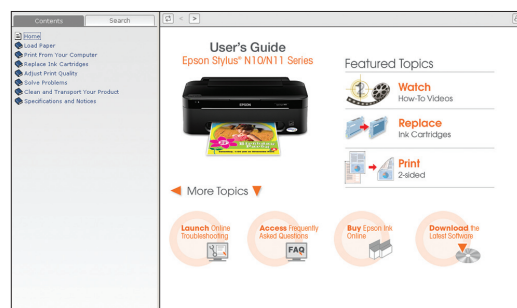 Contents
Search
Home
Load Paper
Print From Your Computer
Replace Ink Cartridges
Adjust Print Quality
Solve Problems
Clean and Transport Your Product
Specifications and Notices
User's Guide
Epson Stylus® N10/N11 Series
EPSON
Featured Topics
Watch
How-To Videos
Replace
Ink Cartridges
Print
2-sided
More Topics
Launch Online
Troubleshooting
Access Frequently
Asked Questions
FAQ
Buy Epson Ink
Online
Download the
Latest Software